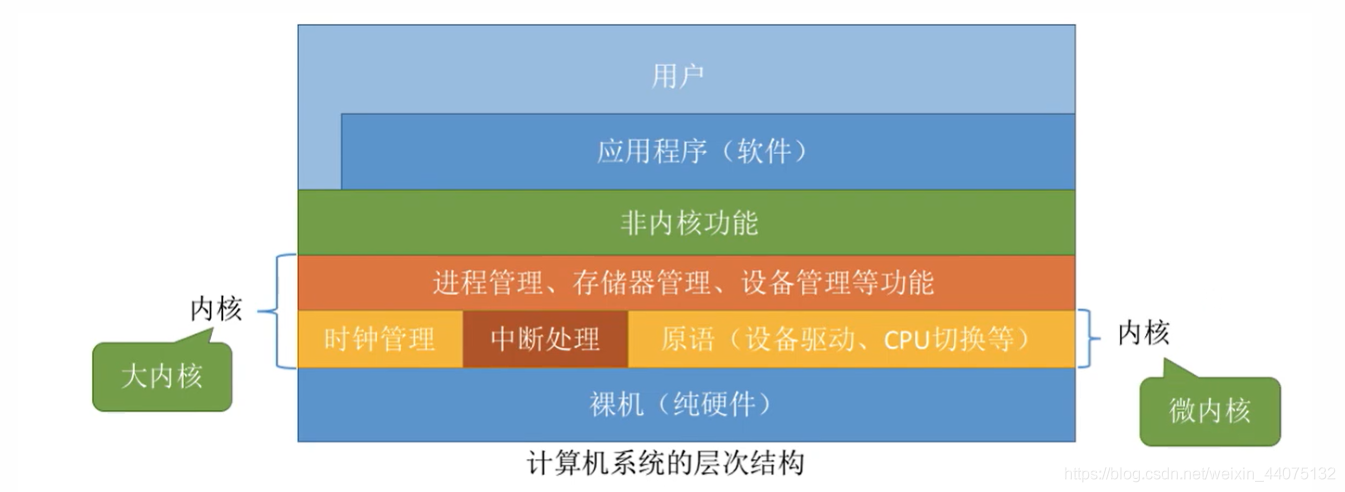 用户
应用程序（软件）
非内核功能
进程管理、存储器管理、设备管理等功能
内核
时钟管理
中断处理
原语（设备驱动、CPU切换等）
内核
大内核
裸机（纯硬件）
微内核
计算机系统的层次结构
https://blog.csdn.net/weixin_44075132